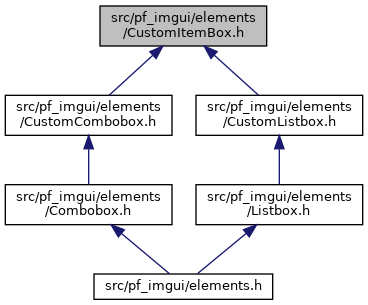 src/pf_imgui/elements
/CustomItemBox.h
src/pf_imgui/elements
/CustomCombobox.h
src/pf_imgui/elements
/CustomListbox.h
src/pf_imgui/elements
/Combobox.h
src/pf_imgui/elements
/Listbox.h
src/pf_imgui/elements.h